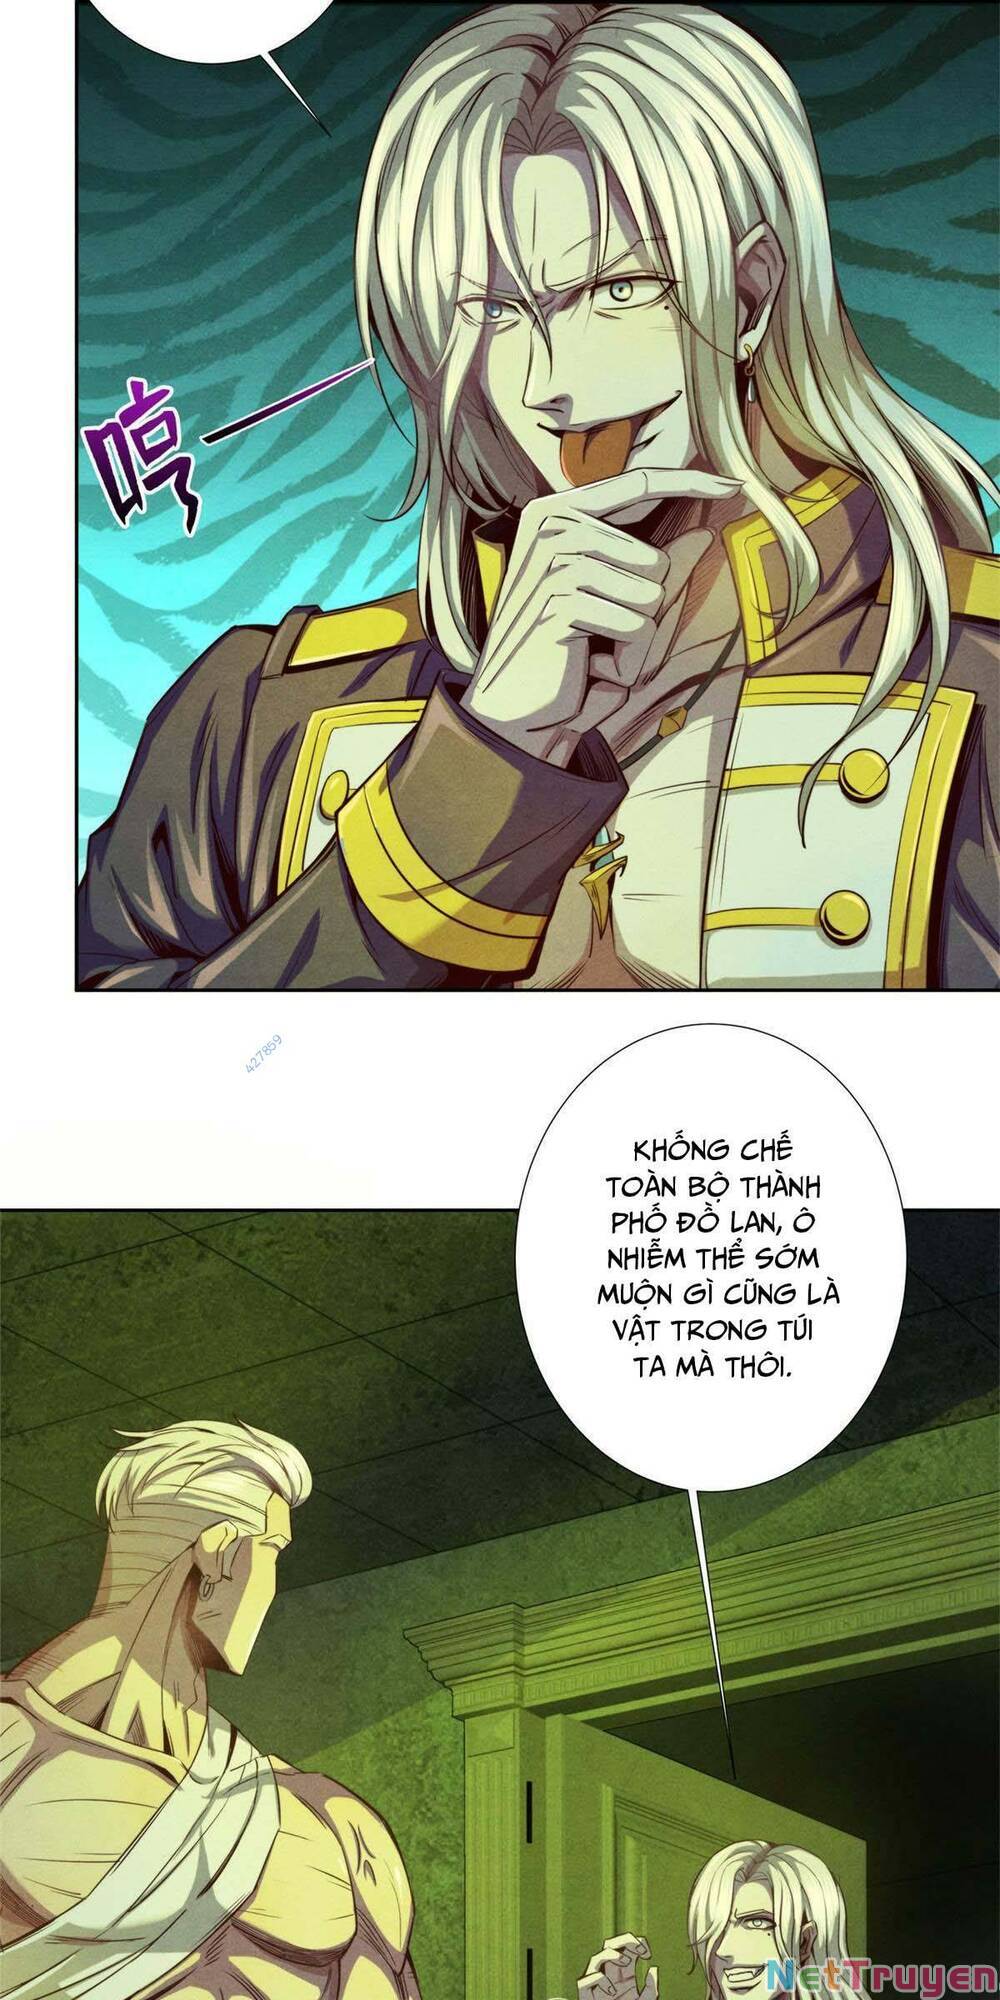 哼
427859
KHỐNG CHẾ
TOÀN BỘ THÀNH
PHỐ ĐỒ LAN, Ô
NHIỄM THỂ SỚM
MUỘN GÌ CŨNG LÀ
VẬT TRONG TÚI
TA MÀ THÔI.
NetTruyen